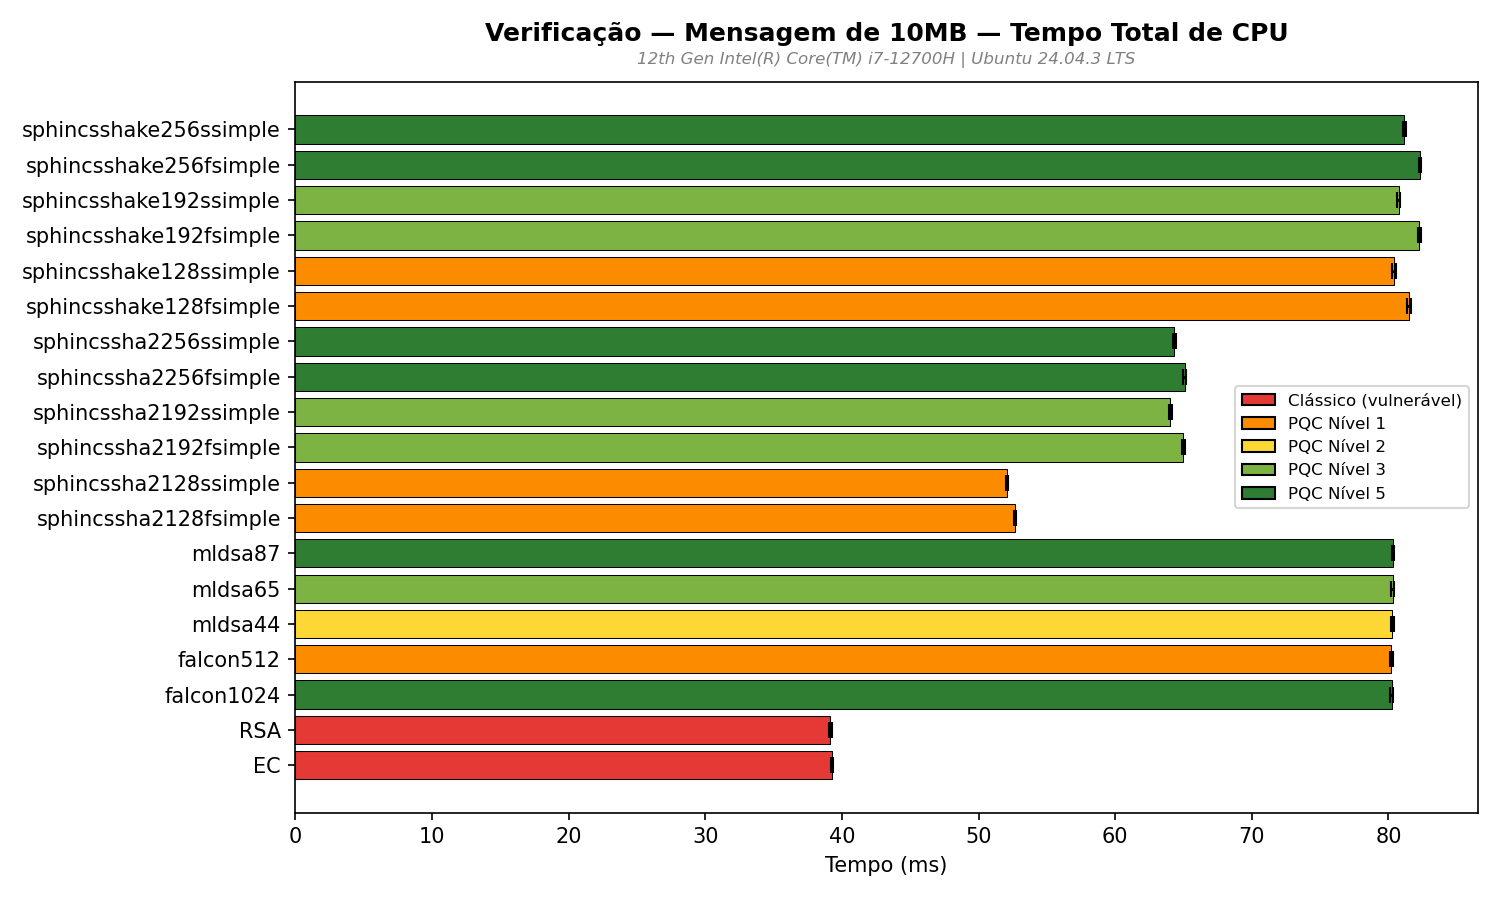 Verificação — Mensagem de 10MB — Tempo Total de CPU
12th Gen Intel(R) Core(TM) i7-12700H | Ubuntu 24.04.3 LTS
sphincsshake256ssimple
sphincsshake256fsimple
sphincsshake192ssimple
sphincsshake192fsimple
sphincsshake128ssimple
sphincsshake128fsimple
sphincssha2256ssimple
sphincssha2256fsimple
sphincssha2192ssimple
sphincssha2192fsimple
sphincssha2128ssimple
sphincssha2128fsimple
mldsa87
mldsa65
mldsa44
falcon512
falcon1024
RSA
EC
Clássico (vulnerável)
PQC Nível 1
PQC Nível 2
PQC Nível 3
PQC Nível 5
0 10 20 30 40 50 60 70 80
Tempo (ms)